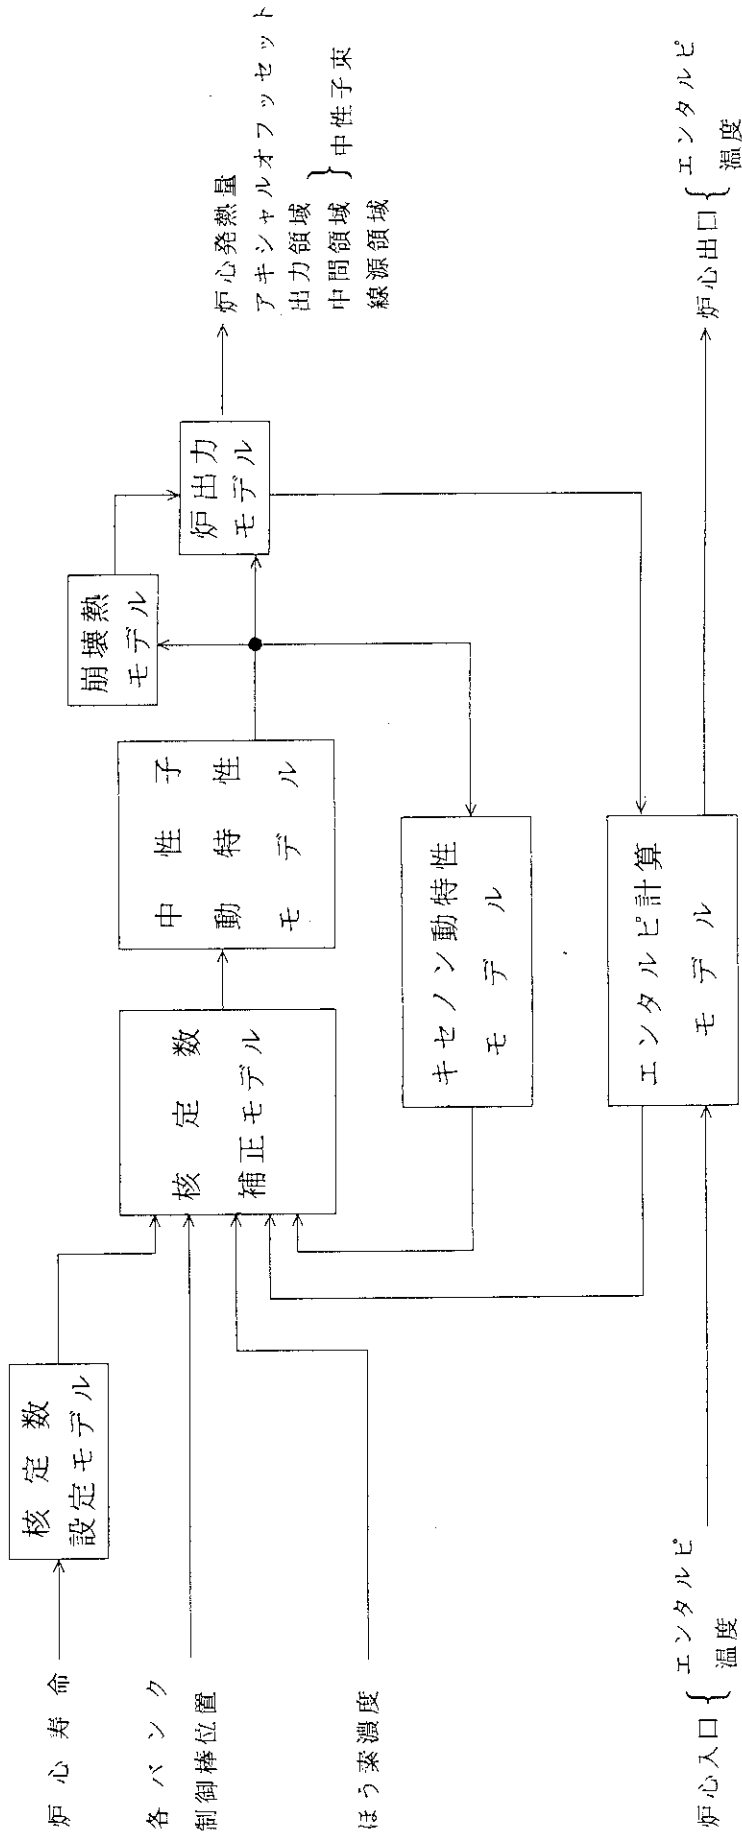 炉心寿命
各バンク
制御棒位置
ほう素濃度
炉心入口 { エンタルピ
温度
核定数
設定モデル
核定数
補正モデル
中性子
動特性
モデル
崩壊熱
モデル
炉出力
モデル
キセノン動特性
モデル
エンタルピ計算
モデル
炉心発熱量
アキシャルオフッセット
出力領域
中間領域 } 中性子束
線源領域
炉心出口 { エンタルピ
温度